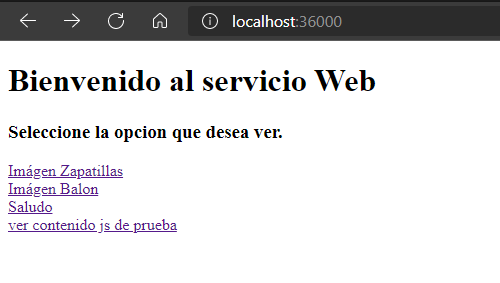 localhost:36000
Bienvenido al servicio Web
Seleccione la opcion que desea ver.
Imágen Zapatillas
Imágen Balon
Saludo
ver contenido js de prueba